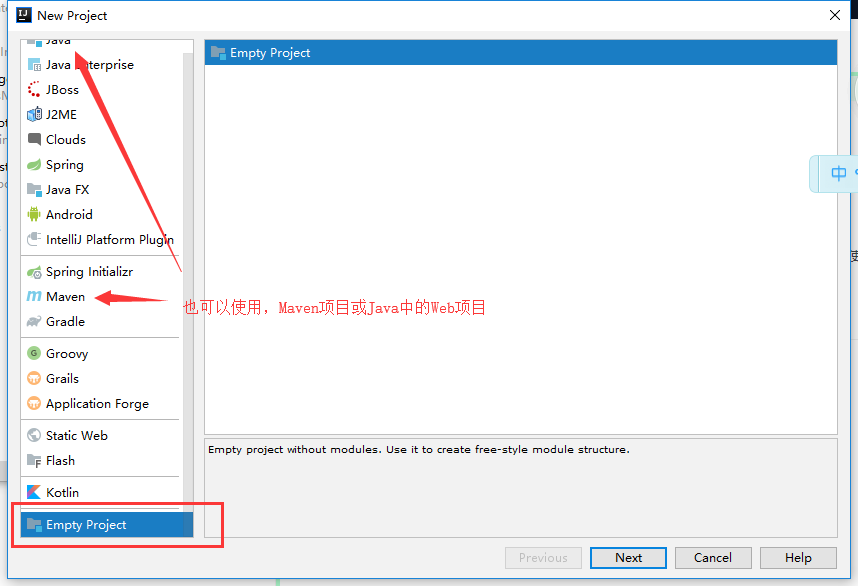 New Project
Java
Java Enterprise
JBoss
J2ME
Clouds
Spring
Java FX
Android
IntelliJ Platform Plugin
Spring Initializr
Maven
Gradle
Groovy
Grails
Application Forge
Static Web
Flash
Kotlin
Empty Project
Empty Project
也可以使用，Maven项目或Java中的Web项目
中
Empty project without modules. Use it to create free-style module structure.
Previous
Next
Cancel
Help